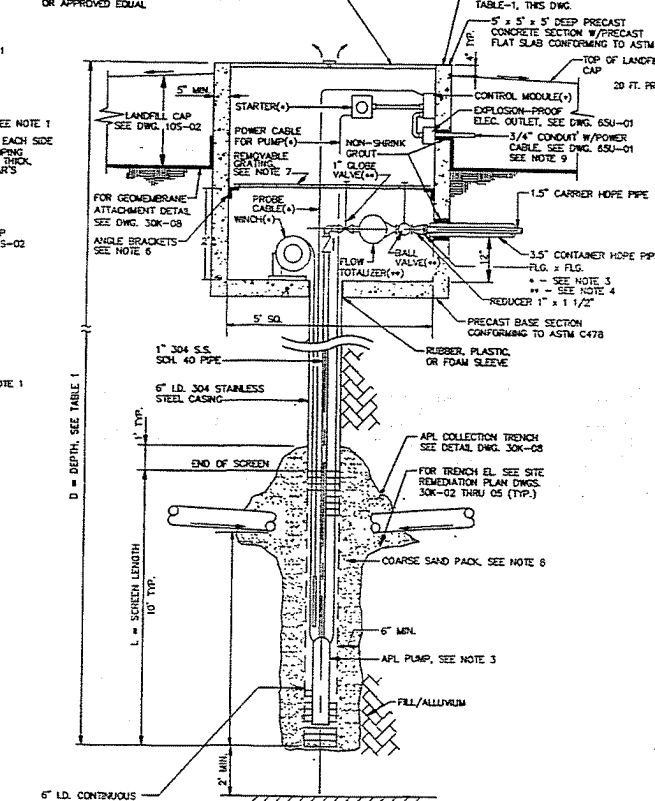 OR APPROVED EQUAL
TABLE-1, THIS DWG.
5' x 5' x 5' DEEP PRECAST
CONCRETE SECTION W/PRECAST
FLAT SLAB CONFORMING TO ASTM
4" TYP.
TOP OF LANDFILL
CAP
20 FT. PR
5" MIN.
LANDFILL CAP
SEE DWG. 10S-02
STARTER(*)
CONTROL MODULE(*)
EXPLOSION-PROOF
ELEC. OUTLET, SEE DWG. 65U-01
POWER CABLE
FOR PUMP(*)
NON-SHRINK
GROUT
3/4" CONDUIT W/POWER
CABLE, SEE DWG. 65U-01
SEE NOTE 9
REMOVABLE
GRATING,
SEE NOTE 7
1" GLOBE
VALVE(**)
EE NOTE 1
EACH SIDE
PING
THICK,
R'S
FOR GEOMEMBRANE
ATTACHMENT DETAIL
SEE DWG. 30K-08
PROBE
CABLE(*)
WINCH(*)
1.5" CARRIER HDPE PIPE
P
S-02
ANGLE BRACKETS
SEE NOTE 6
2'
FLOW
TOTALIZER(**)
BALL
VALVE(**)
12"
3.5" CONTAINER HDPE PIPE
FLG. x FLG.
* - SEE NOTE 3
** - SEE NOTE 4
REDUCER 1" x 1 1/2"
5' SQ.
PRECAST BASE SECTION
CONFORMING TO ASTM C478
RUBBER, PLASTIC,
OR FOAM SLEEVE
1" 304 S.S.
SCH. 40 PIPE
6" I.D. 304 STAINLESS
STEEL CASING
OTE 1
D = DEPTH, SEE TABLE 1
1' TYP.
END OF SCREEN
APL COLLECTION TRENCH
SEE DETAIL DWG. 30K-08
FOR TRENCH EL. SEE SITE
REMEDIATION PLAN DWGS.
30K-02 THRU 05 (TYP.)
L = SCREEN LENGTH
10' TYP.
COARSE SAND PACK, SEE NOTE 8
6" MIN.
APL PUMP, SEE NOTE 3
FILL/ALLUVIUM
2' MIN.
6" I.D. CONTINUOUS